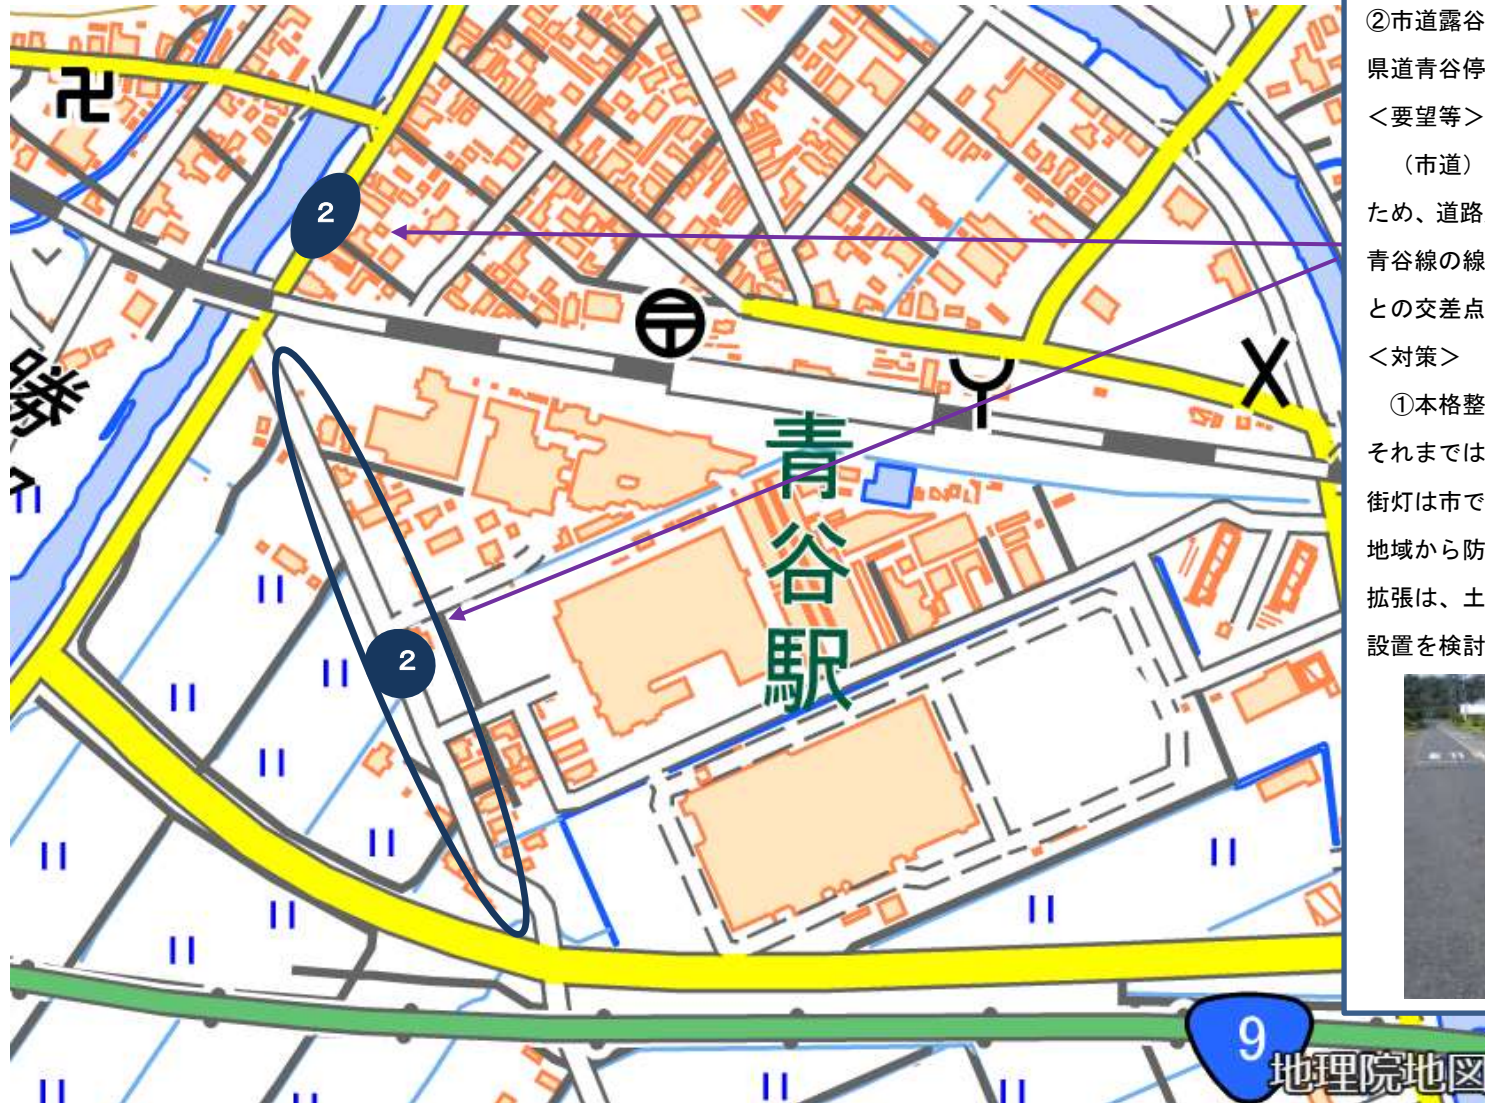 ②市道露谷
県道青谷停
＜要望等＞
（市道）
ため、道路
青谷線の線
との交差点
＜対策＞
①本格整
それまでは
街灯は市で
地域から防
拡張は、土
設置を検討
2
2
勝
青谷駅
9
地理院地図